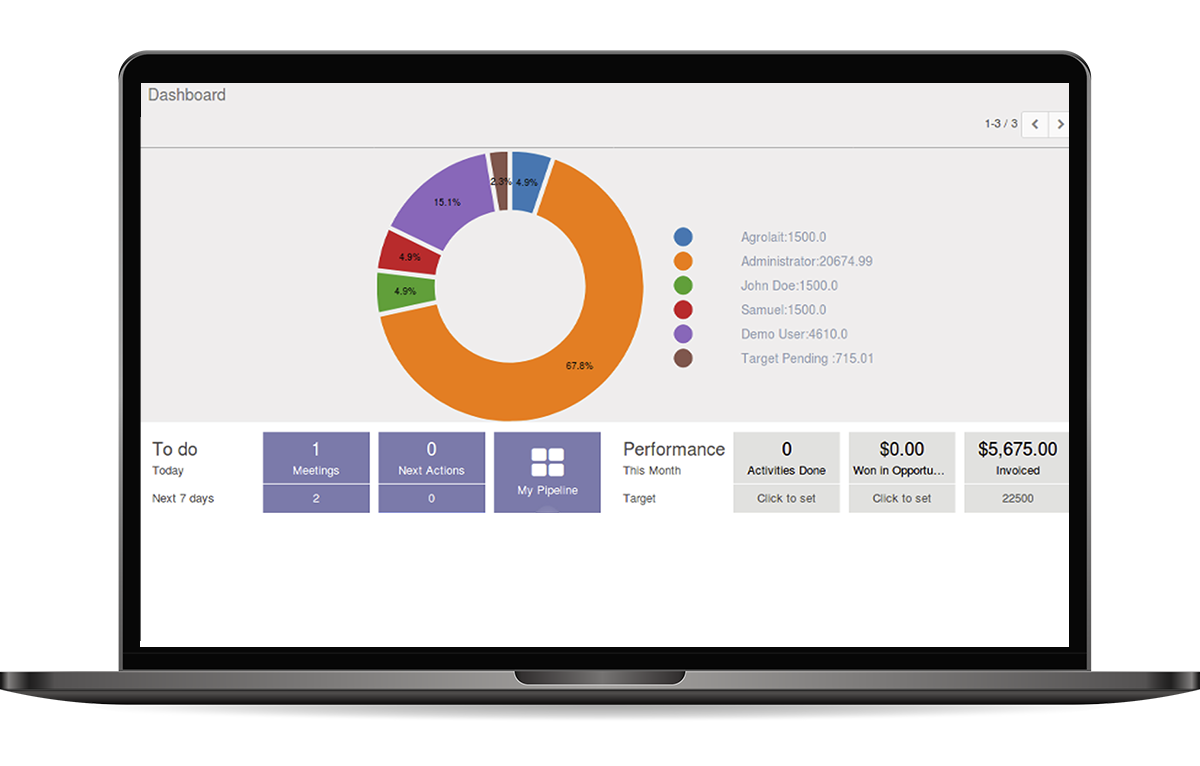 Dashboard
1-3 / 3
2.3%
4.9%
15.1%
4.9%
4.9%
67.8%
Agrolait:1500.0
Administrator:20674.99
John Doe:1500.0
Samuel:1500.0
Demo User:4610.0
Target Pending :715.01
To do
Today
Next 7 days
1
Meetings
2
0
Next Actions
0
My Pipeline
Performance
This Month
Target
0
Activities Done
Click to set
$0.00
Won in Opportu...
Click to set
$5,675.00
Invoiced
22500